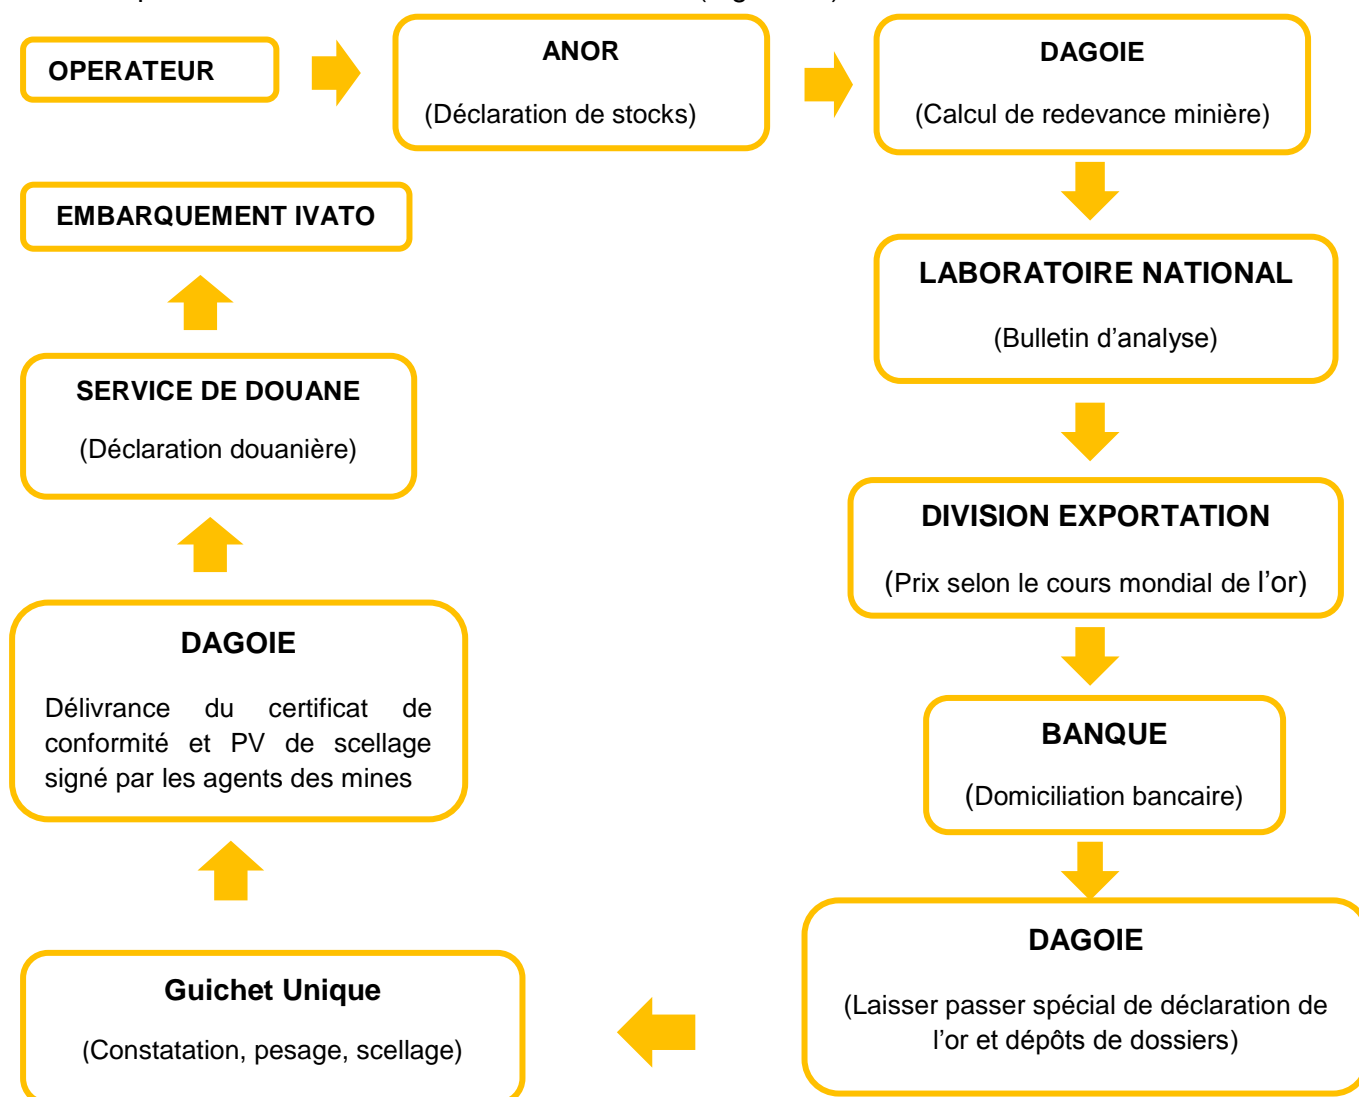 OPERATEUR
ANOR
(Déclaration de stocks)
DAGOIE
(Calcul de redevance minière)
LABORATOIRE NATIONAL
(Bulletin d’analyse)
DIVISION EXPORTATION
(Prix selon le cours mondial de l’or)
BANQUE
(Domiciliation bancaire)
DAGOIE
(Laisser passer spécial de déclaration de
l’or et dépôts de dossiers)
Guichet Unique
(Constatation, pesage, scellage)
DAGOIE
Délivrance du certificat de
conformité et PV de scellage
signé par les agents des mines
SERVICE DE DOUANE
(Déclaration douanière)
EMBARQUEMENT IVATO